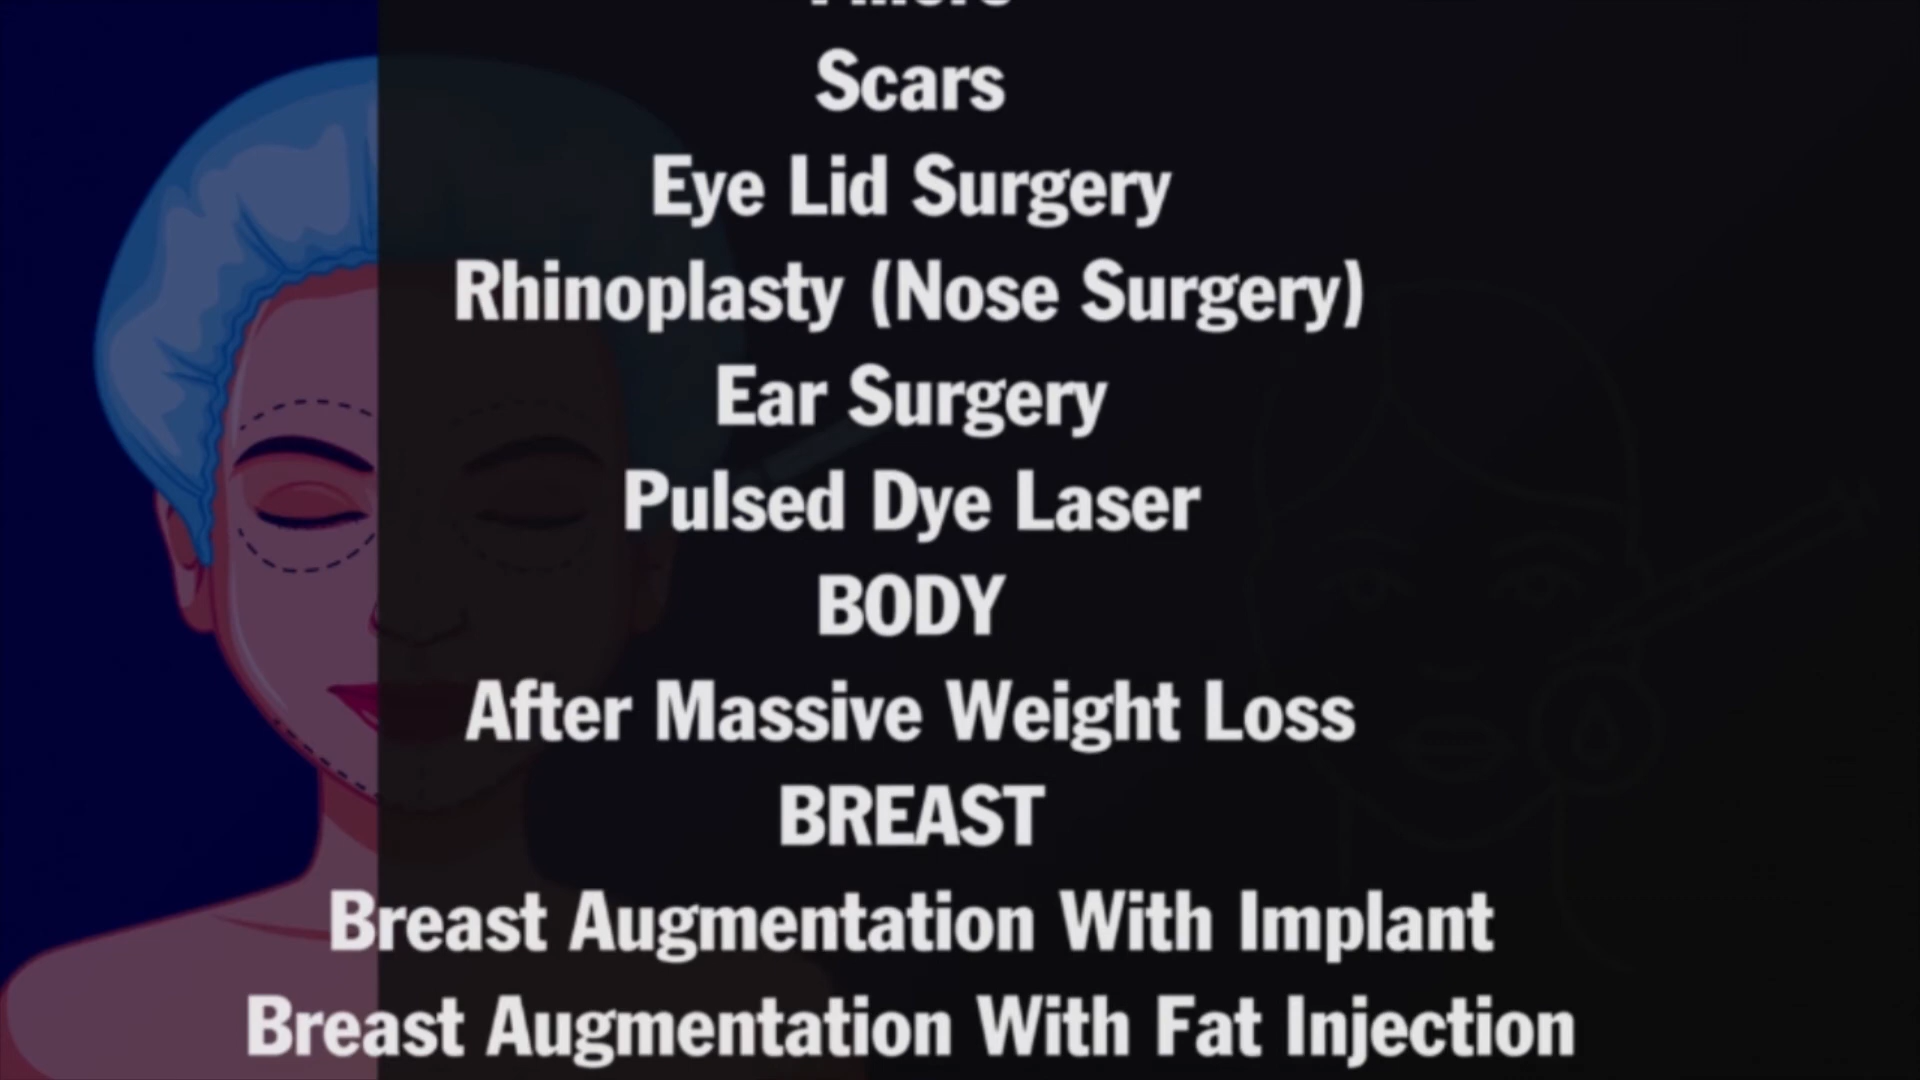 Scars
Eye Lid Surgery
Rhinoplasty (Nose Surgery)
Ear Surgery
Pulsed Dye Laser
BODY
After Massive Weight Loss
BREAST
Breast Augmentation With Implant
Breast Augmentation With Fat Injection